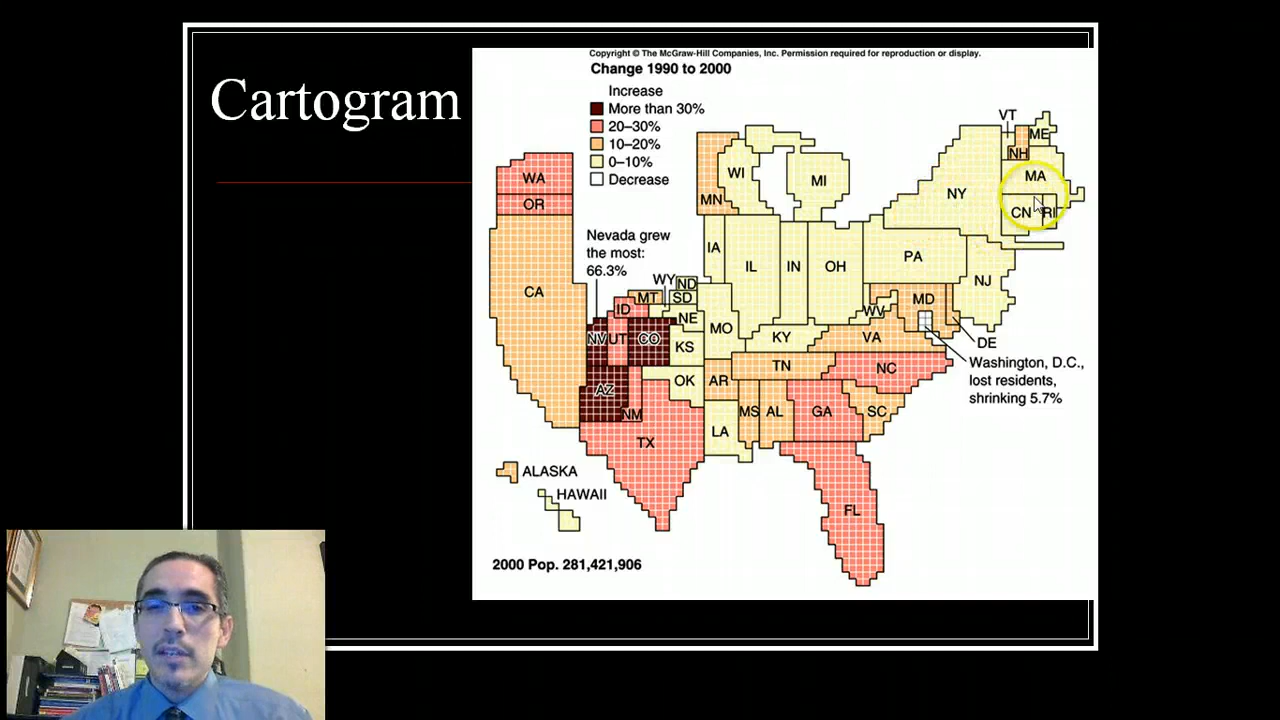 Cartogram
Copyright © The McGraw-Hill Companies, Inc. Permission required for reproduction or display.
Change 1990 to 2000
Increase
More than 30%
20–30%
10–20%
0–10%
Decrease
VT
ME
NH
MA
CN
RI
NY
WA
OR
MN
WI
MI
Nevada grew
the most:
66.3%
IA
IL
IN
OH
PA
NJ
CA
WY
ND
MT
SD
ID
NE
MO
KY
WV
MD
VA
DE
NV
UT
CO
KS
Washington, D.C.,
lost residents,
shrinking 5.7%
TN
NC
AZ
NM
OK
AR
MS
AL
GA
SC
TX
LA
ALASKA
HAWAII
FL
2000 Pop. 281,421,906